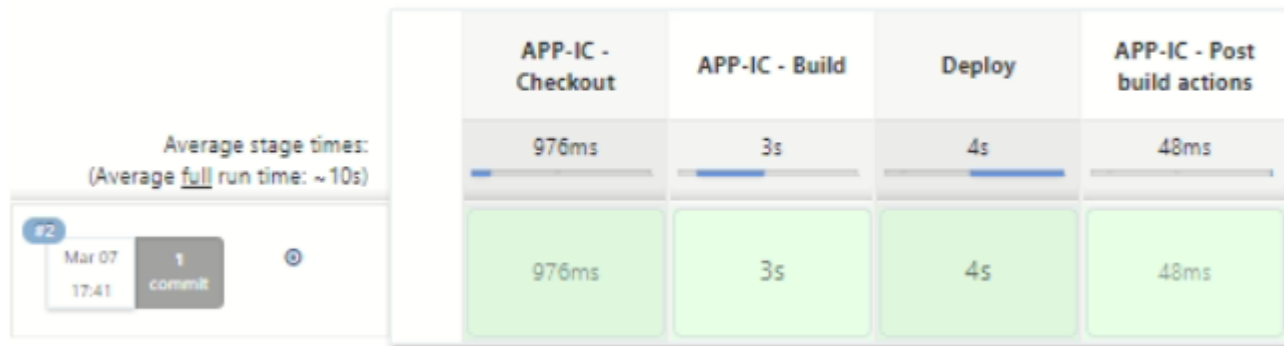 APP-IC -
Checkout
APP-IC - Build
Deploy
APP-IC - Post
build actions
Average stage times:
(Average full run time: ~10s)
976ms
3s
4s
48ms
#2
Mar 07
17:41
1
commit
976ms
3s
4s
48ms